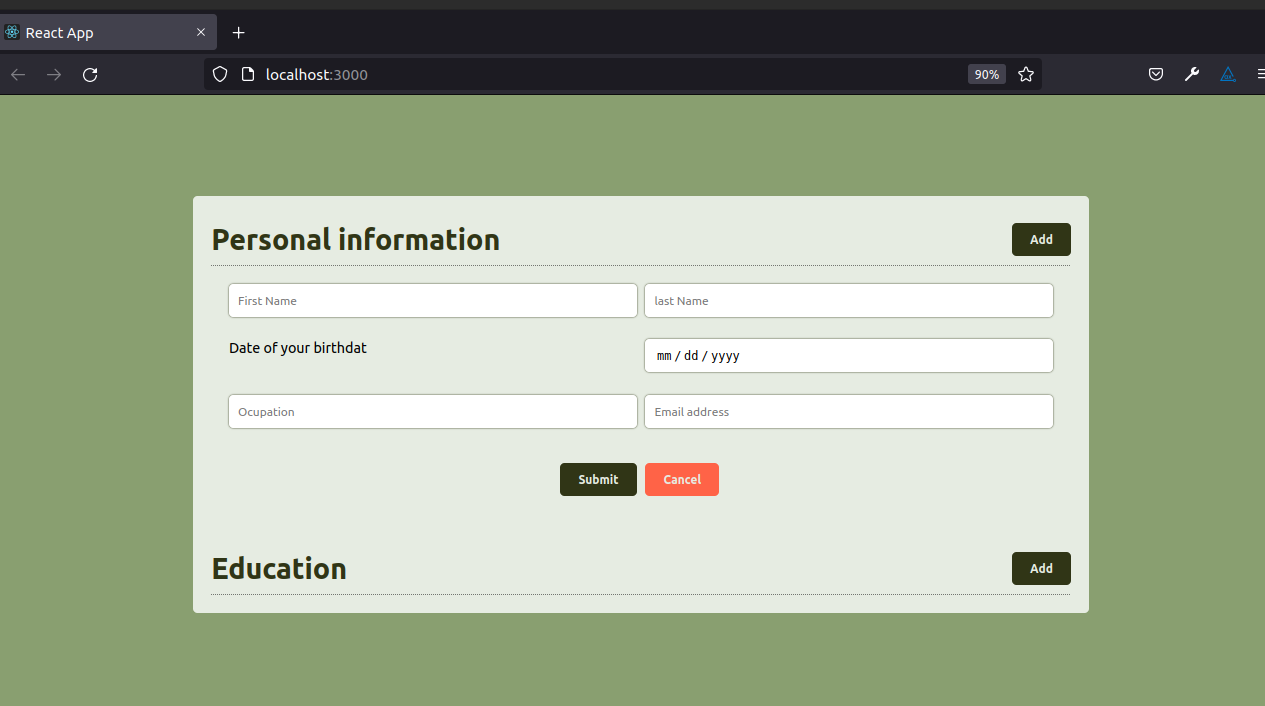 React App
localhost:3000
90%
Personal information
Add
First Name
last Name
Date of your birthdat
mm / dd / yyyy
Ocupation
Email address
Submit
Cancel
Education
Add